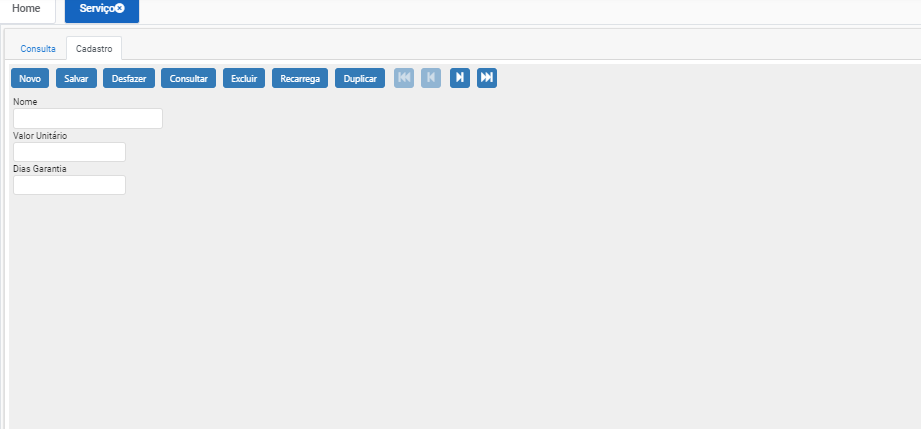 Home Serviço
Consulta Cadastro
Novo Salvar Desfazer Consultar Excluir Recarrega Duplicar
Nome
Valor Unitário
Dias Garantia